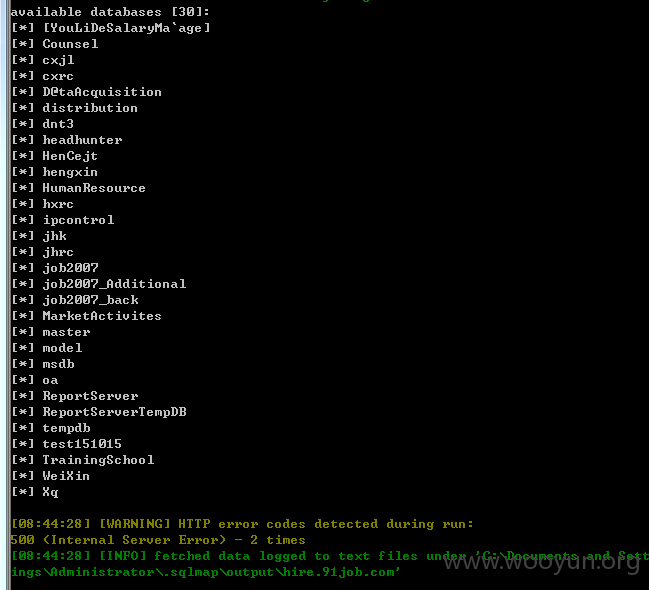 available databases [30]:
[*] [YouLiDeSalaryMa`age]
[*] Counsel
[*] cxjl
[*] cxrc
[*] D@taAcquisition
[*] distribution
[*] dnt3
[*] headhunter
[*] HenCejt
[*] hengxin
[*] HumanResource
[*] hxrc
[*] ipcontrol
[*] jhk
[*] jhrc
[*] job2007
[*] job2007_Additional
[*] job2007_back
[*] MarketActivites
[*] master
[*] model
[*] msdb
[*] oa
[*] ReportServer
[*] ReportServerTempDB
[*] tempdb
[*] test151015
[*] TrainingSchool
[*] WeiXin
[*] Xq
[08:44:28] [WARNING] HTTP error codes detected during run:
500 (Internal Server Error) - 2 times
[08:44:28] [INFO] fetched data logged to text files under 'C:\Documents and Sett
ings\Administrator\.sqlmap\output\hire.91job.com'
www.wooyun.org